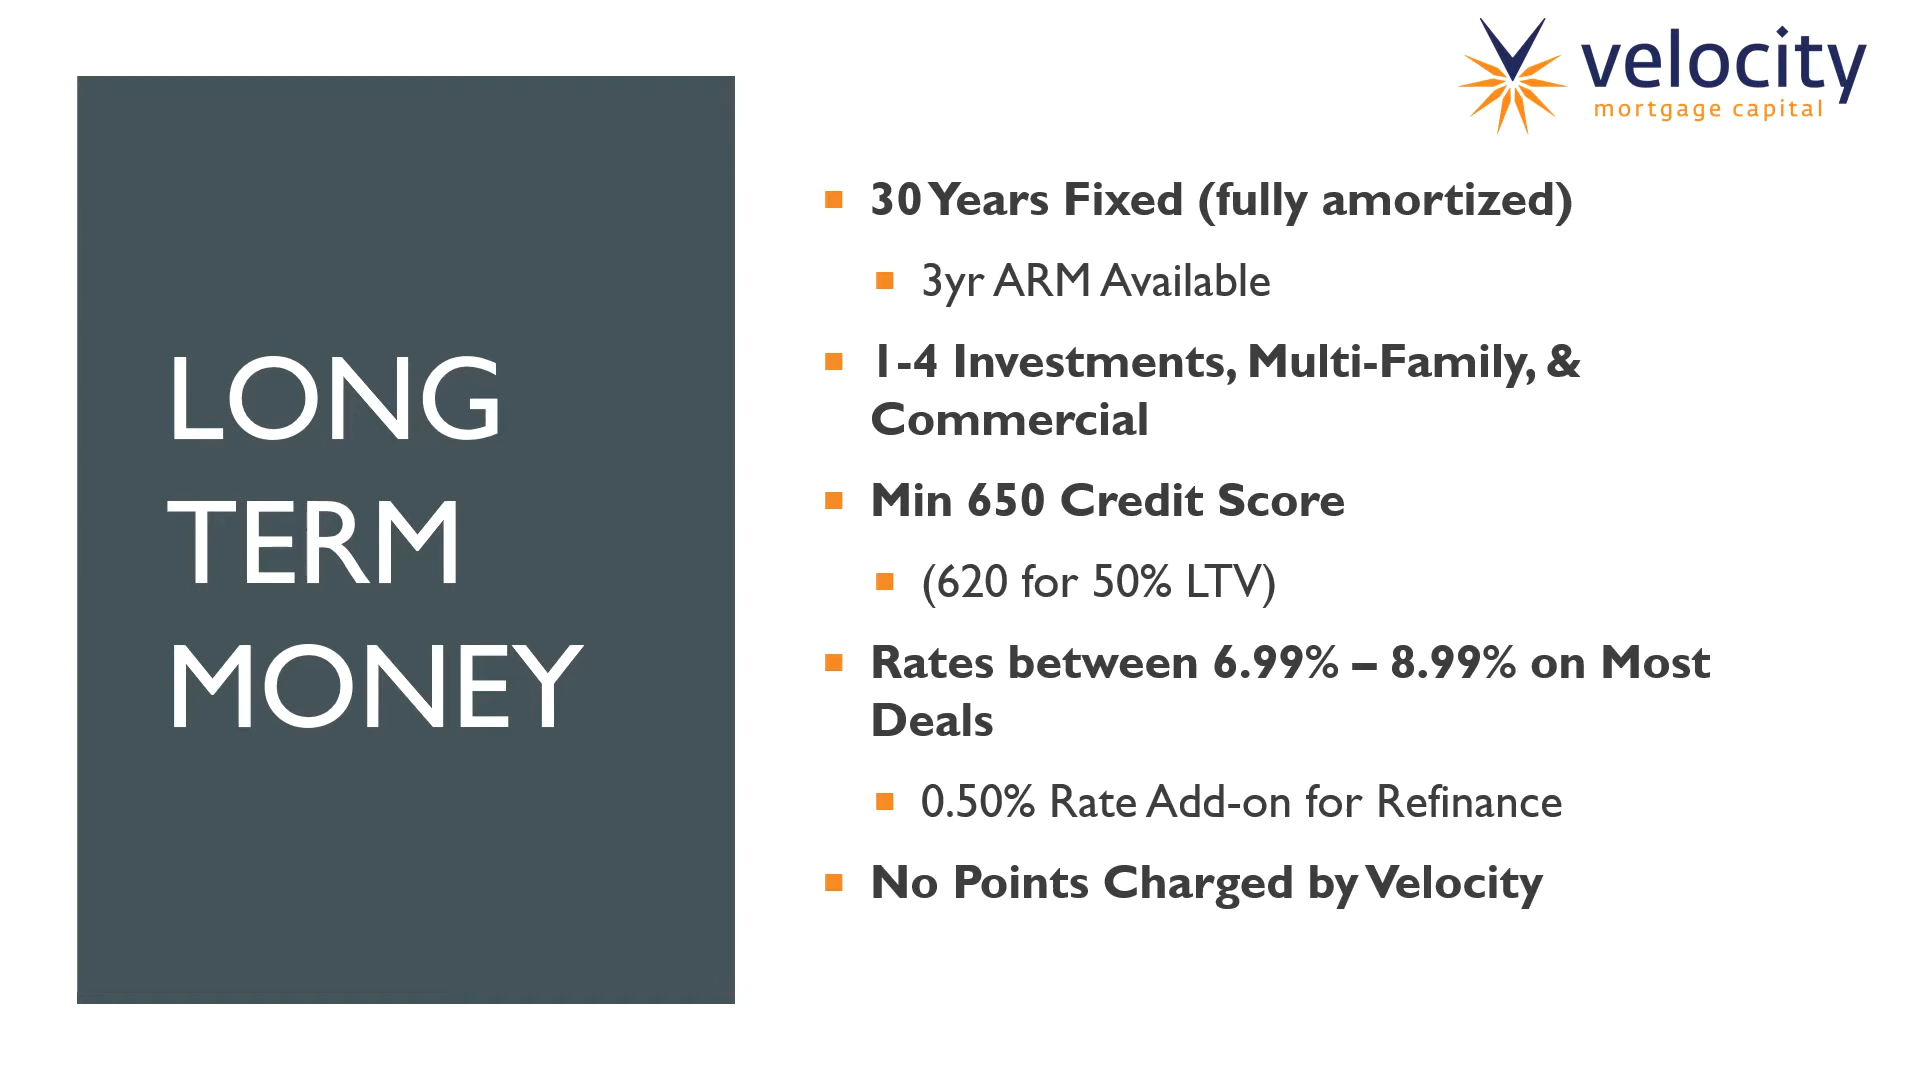 velocity
mortgage capital
LONG
TERM
MONEY
30 Years Fixed (fully amortized)
3yr ARM Available
1-4 Investments, Multi-Family, &
Commercial
Min 650 Credit Score
(620 for 50% LTV)
Rates between 6.99% – 8.99% on Most
Deals
0.50% Rate Add-on for Refinance
No Points Charged by Velocity